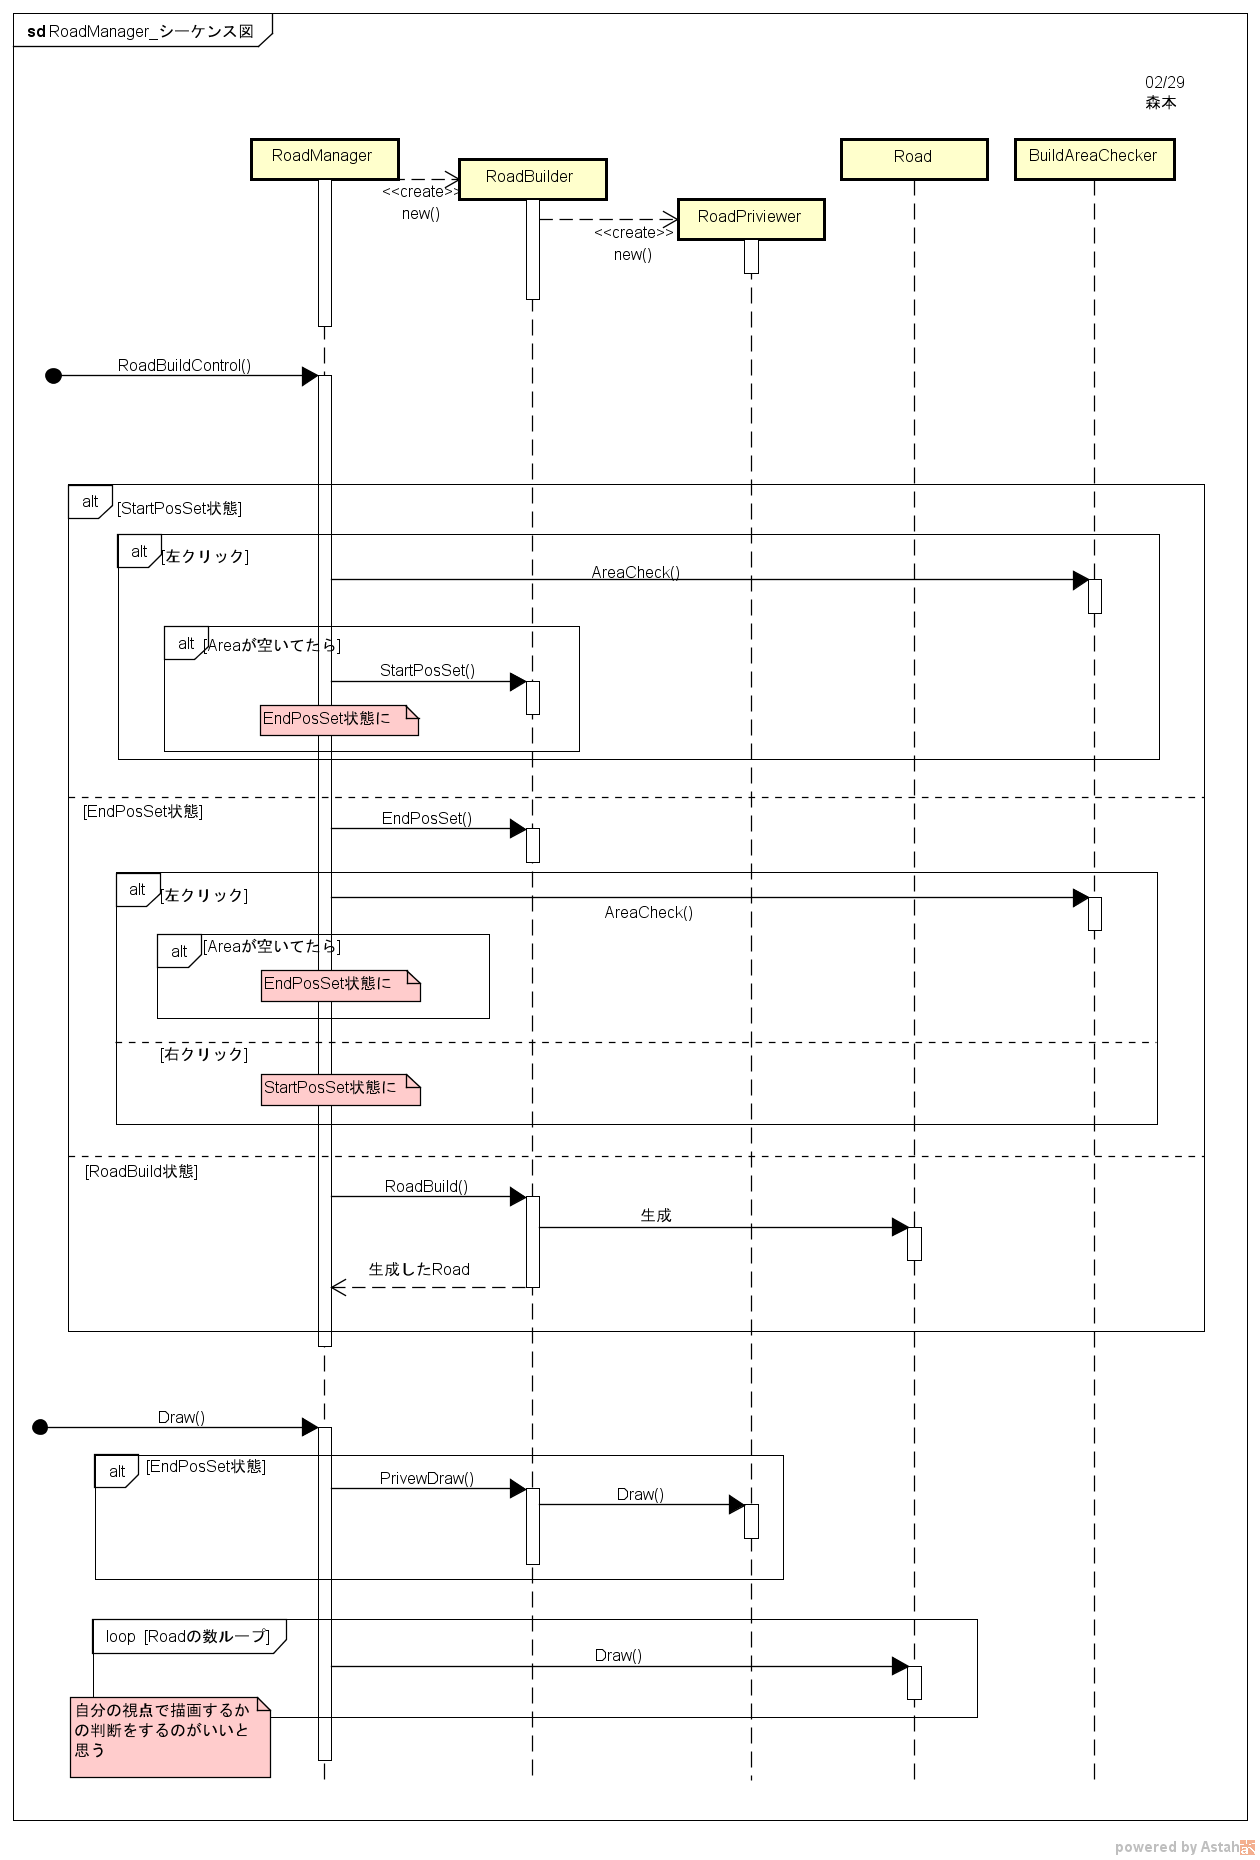 sd RoadManager_シーケンス図
02/29
森本
RoadManager
RoadBuilder
RoadPriviewer
Road
BuildAreaChecker
<<create>>
new()
<<create>>
new()
RoadBuildControl()
alt [StartPosSet状態]
alt [左クリック]
AreaCheck()
alt [Areaが空いてたら]
StartPosSet()
EndPosSet状態に
[EndPosSet状態]
EndPosSet()
alt [左クリック]
AreaCheck()
alt [Areaが空いてたら]
EndPosSet状態に
[右クリック]
StartPosSet状態に
[RoadBuild状態]
RoadBuild()
生成
生成したRoad
Draw()
alt [EndPosSet状態]
PrivewDraw()
Draw()
loop [Roadの数ループ]
Draw()
自分の視点で描画するか
の判断をするのがいいと
思う
powered by Astah